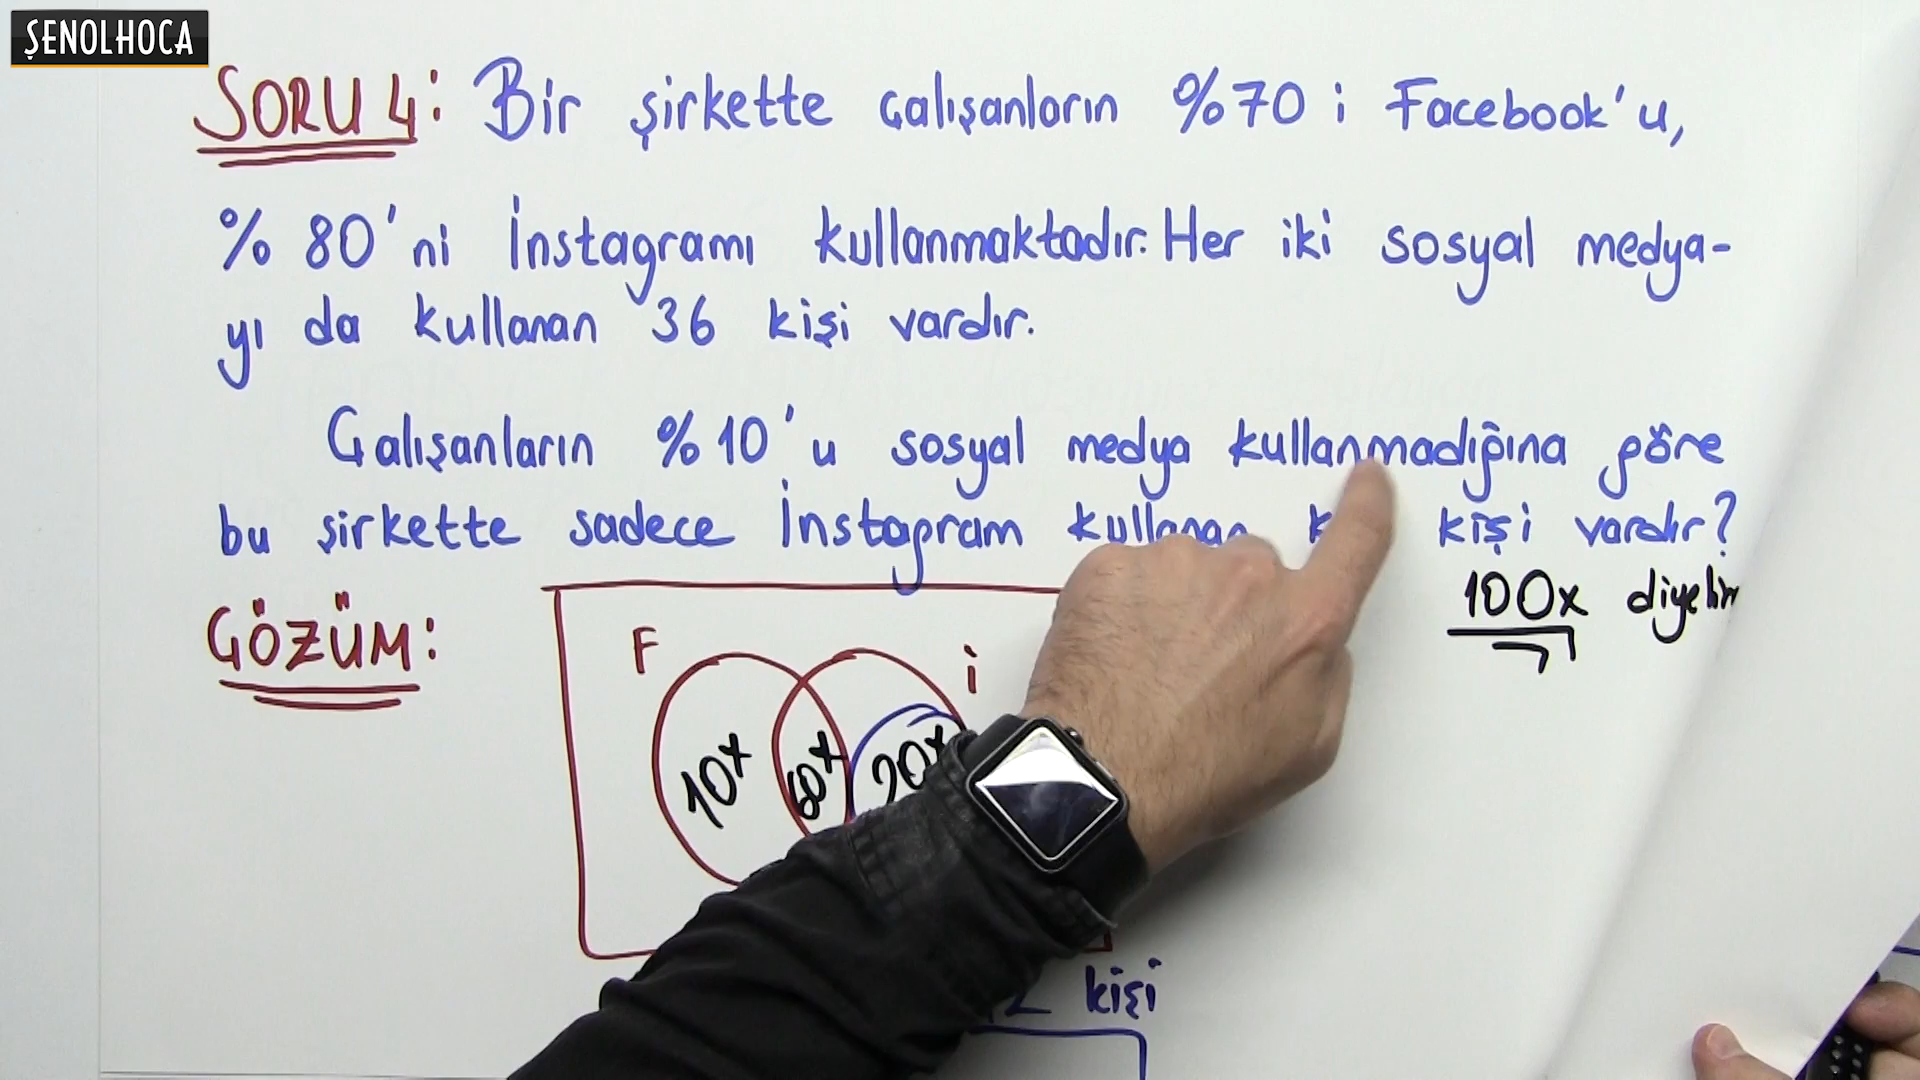 ŞENOLHOCA
SORU 4: Bir şirkette çalışanların %70 i Facebook'u,
% 80'ni İnstagramı kullanmaktadır. Her iki sosyal medya-
yı da kullanan 36 kişi vardır.
Çalışanların %10'u sosyal medya kullanmadığına göre
bu şirkette sadece İnstagram kullanan kişi vardır?
100x diyelim
ÇÖZÜM:
F İ
10x 60x 20x
kişi